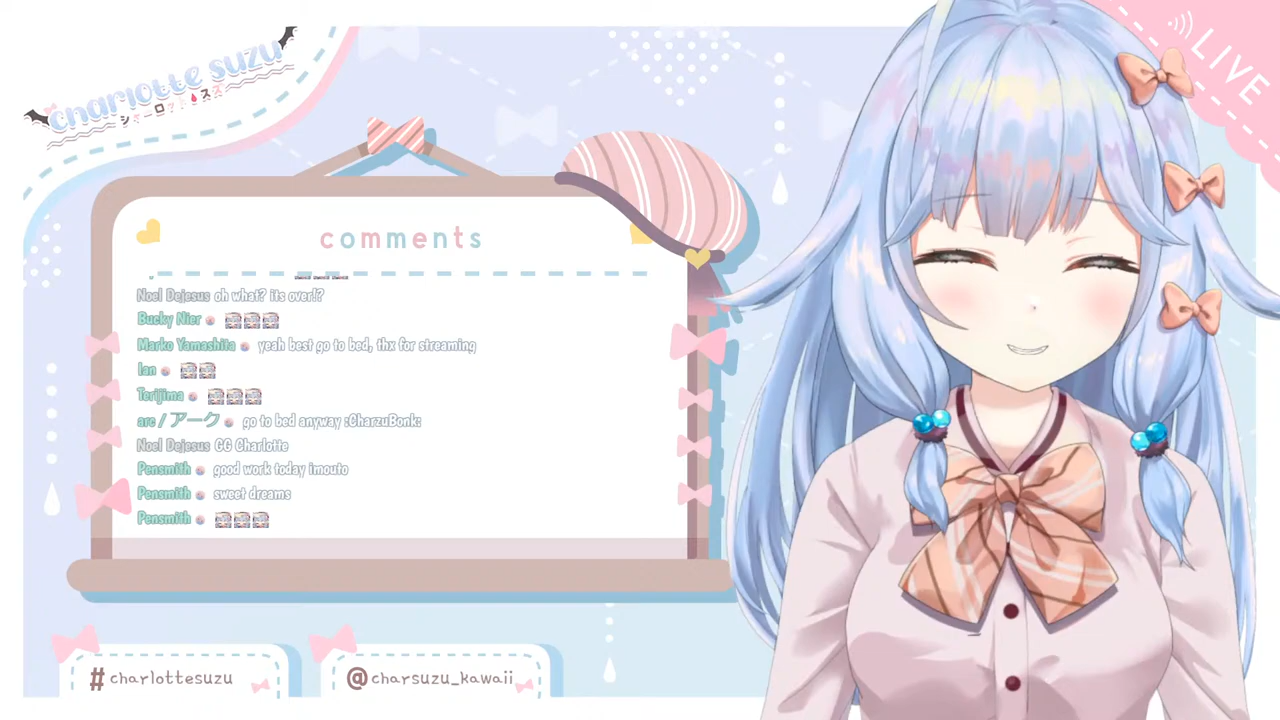 charlotte suzu
シャーロット スズ
LIVE
comments
Noel Dejesus oh what? its over!?
Bucky Nier
Marko Yamashita yeah best go to bed, thx for streaming
Ian
Terijima
arc / アーク go to bed anyway :CharzuBonk:
Noel Dejesus GG Charlotte
Pensmith good work today imouto
Pensmith sweet dreams
Pensmith
#charlottesuzu
@charsuzu_kawaii